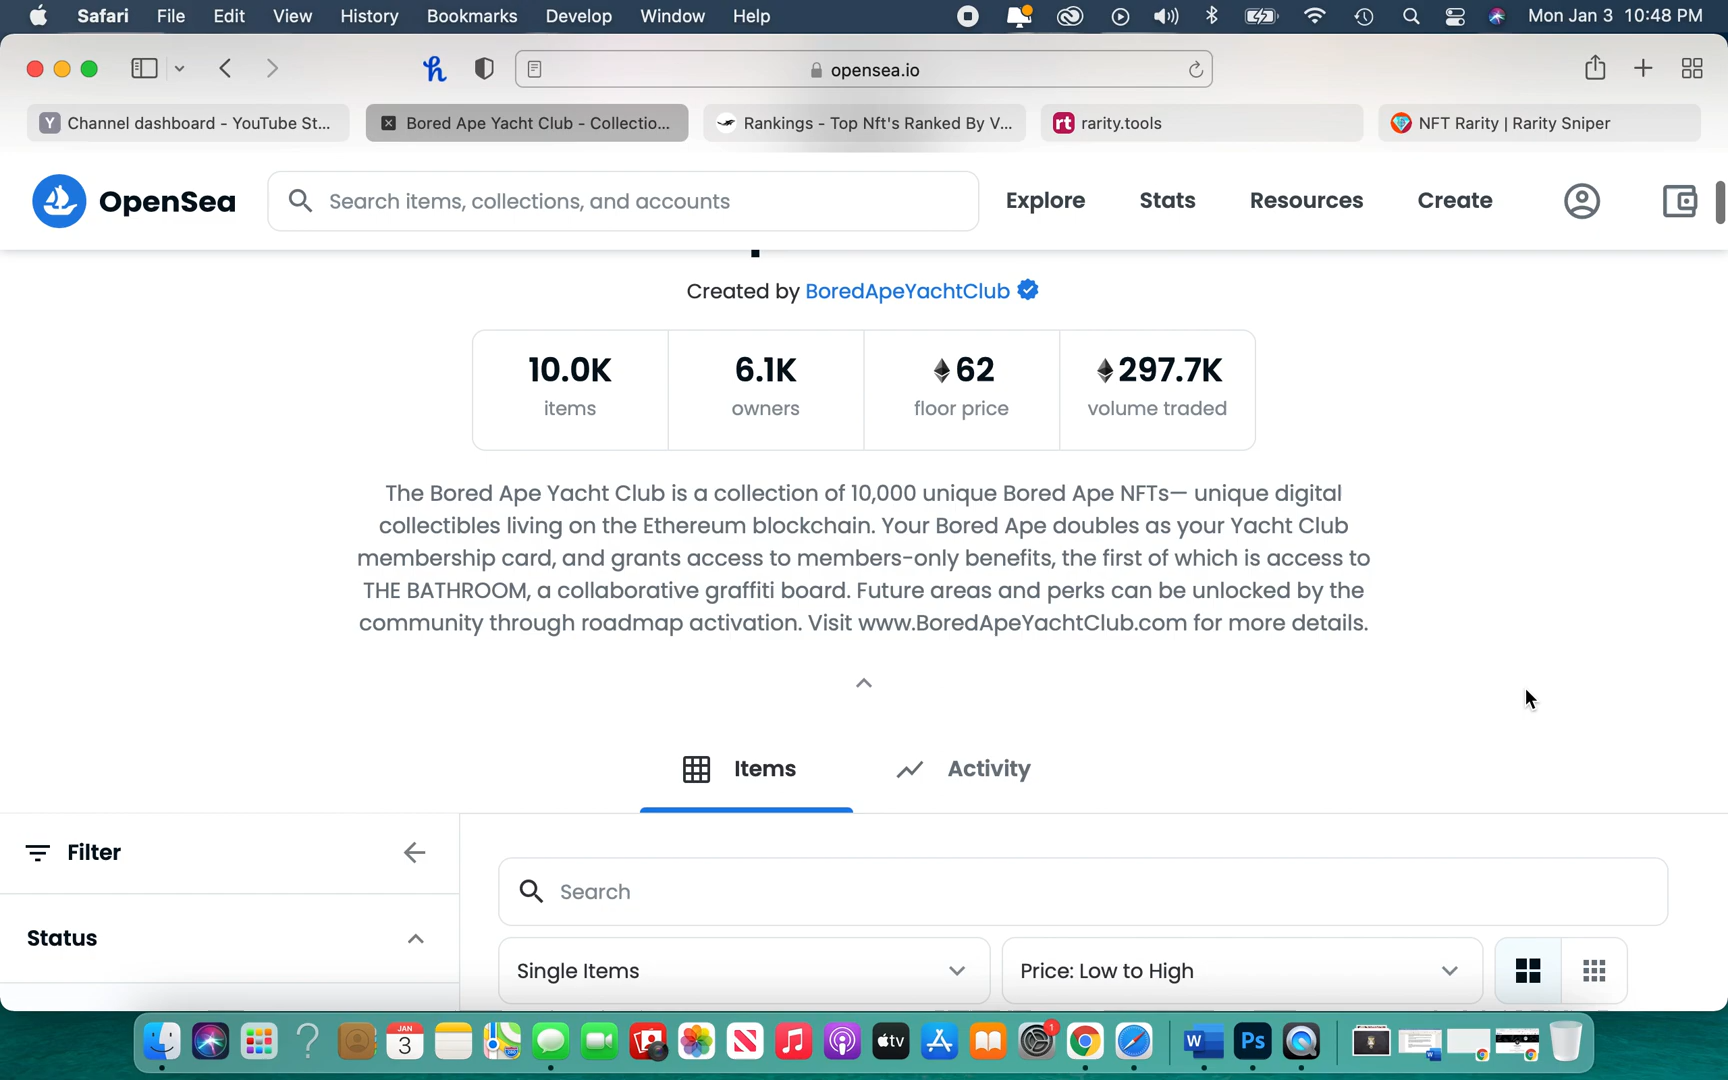 Safari File Edit View History Bookmarks Develop Window Help Mon Jan 3 10:48 PM
opensea.io
Y Channel dashboard - YouTube St... Bored Ape Yacht Club - Collectio... Rankings - Top Nft's Ranked By V... rt rarity.tools NFT Rarity | Rarity Sniper
OpenSea Search items, collections, and accounts Explore Stats Resources Create
Created by BoredApeYachtClub
10.0K 6.1K 62 297.7K
items owners floor price volume traded
The Bored Ape Yacht Club is a collection of 10,000 unique Bored Ape NFTs— unique digital
collectibles living on the Ethereum blockchain. Your Bored Ape doubles as your Yacht Club
membership card, and grants access to members-only benefits, the first of which is access to
THE BATHROOM, a collaborative graffiti board. Future areas and perks can be unlocked by the
community through roadmap activation. Visit www.BoredApeYachtClub.com for more details.
Items Activity
Filter
Search
Status
Single Items Price: Low to High
JAN
3 tv 1 W Ps